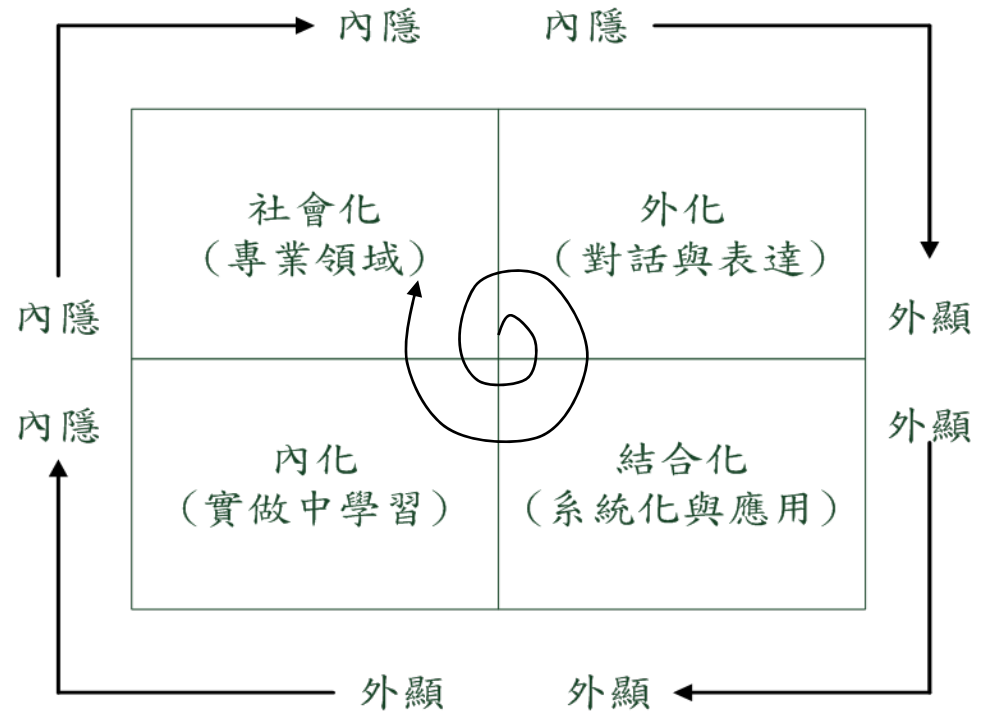 內隱 內隱
社會化 外化
（專業領域） （對話與表達）
內隱 外顯
內隱 外顯
內化 結合化
（實做中學習） （系統化與應用）
外顯 外顯